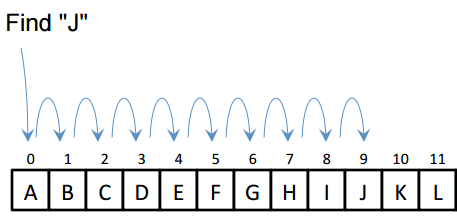 Find "J"
0 1 2 3 4 5 6 7 8 9 10 11
A B C D E F G H I J K L